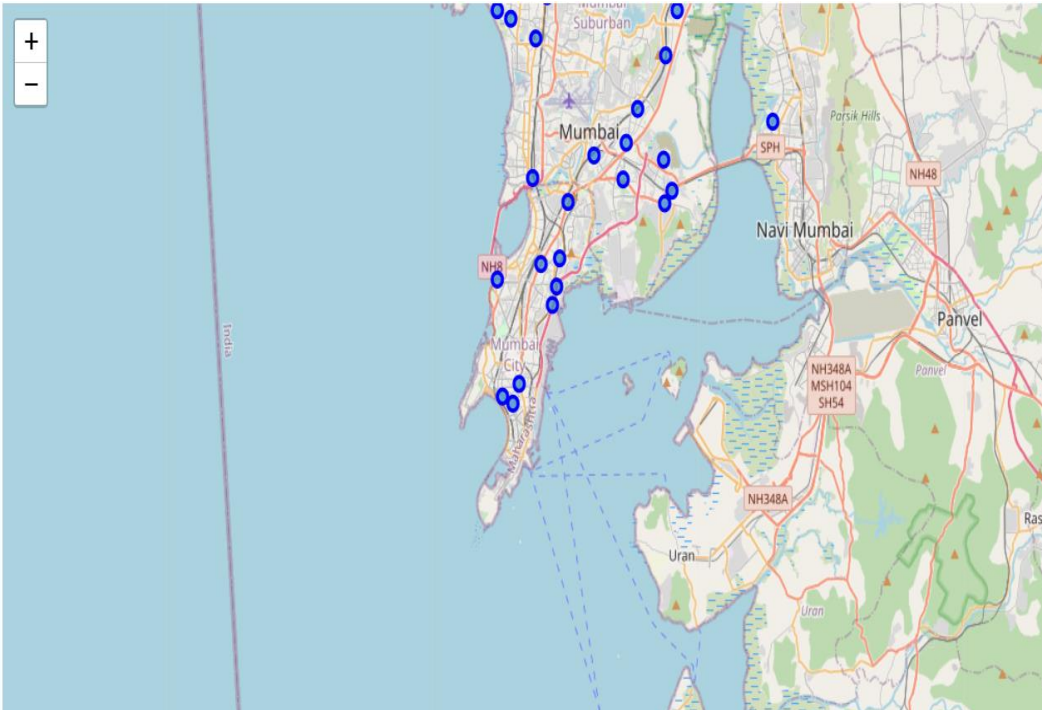 +
−
Mumbai
Suburban
Mumbai
Parsik Hills
SPH
NH48
Navi Mumbai
NH8
India
Panvel
Mumbai
City
NH348A
MSH104
SH54
Panvel
Maharashtra
NH348A
Ras
Uran
Uran